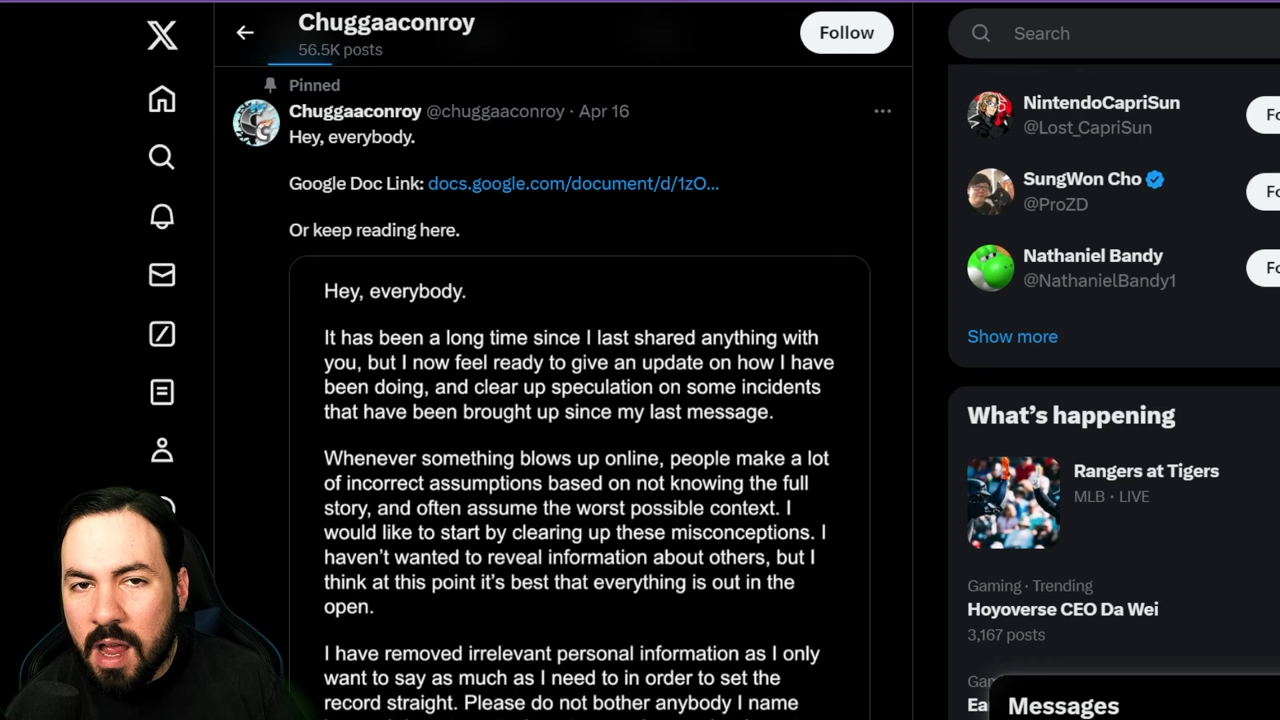 Chuggaaconroy
56.5K posts
Follow
Pinned
Chuggaaconroy @chuggaaconroy · Apr 16
Hey, everybody.
Google Doc Link: docs.google.com/document/d/1zO...
Or keep reading here.
Hey, everybody.
It has been a long time since I last shared anything with
you, but I now feel ready to give an update on how I have
been doing, and clear up speculation on some incidents
that have been brought up since my last message.
Whenever something blows up online, people make a lot
of incorrect assumptions based on not knowing the full
story, and often assume the worst possible context. I
would like to start by clearing up these misconceptions. I
haven't wanted to reveal information about others, but I
think at this point it's best that everything is out in the
open.
I have removed irrelevant personal information as I only
want to say as much as I need to in order to set the
record straight. Please do not bother anybody I name
Search
NintendoCapriSun
@Lost_CapriSun
Fo
SungWon Cho
@ProZD
Fo
Nathaniel Bandy
@NathanielBandy1
Fo
Show more
What's happening
Rangers at Tigers
MLB · LIVE
Gaming · Trending
Hoyoverse CEO Da Wei
3,167 posts
Ga
Ea
Messages